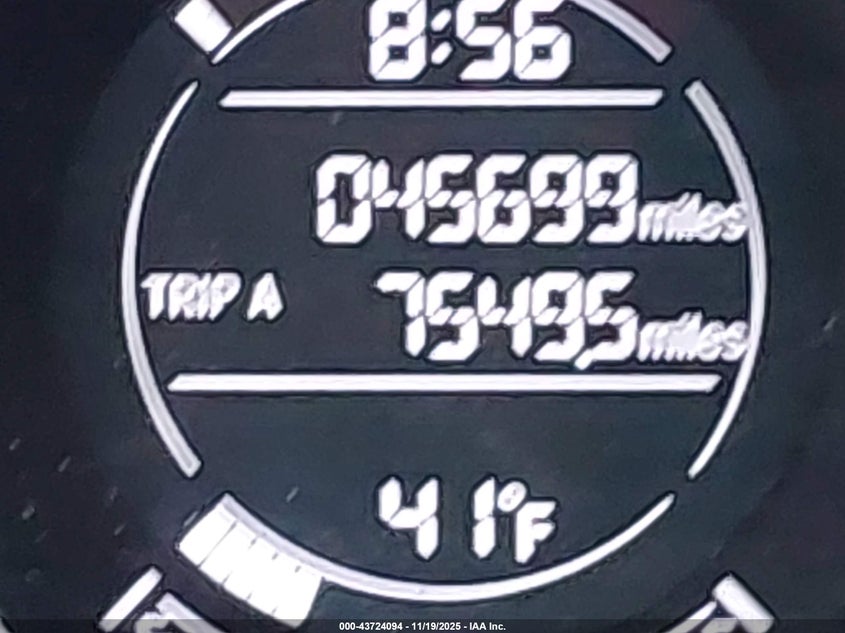 8:56
045699 miles
TRIP A 7549.5 miles
41°F
000-43724094 - 11/19/2025 - IAA Inc.